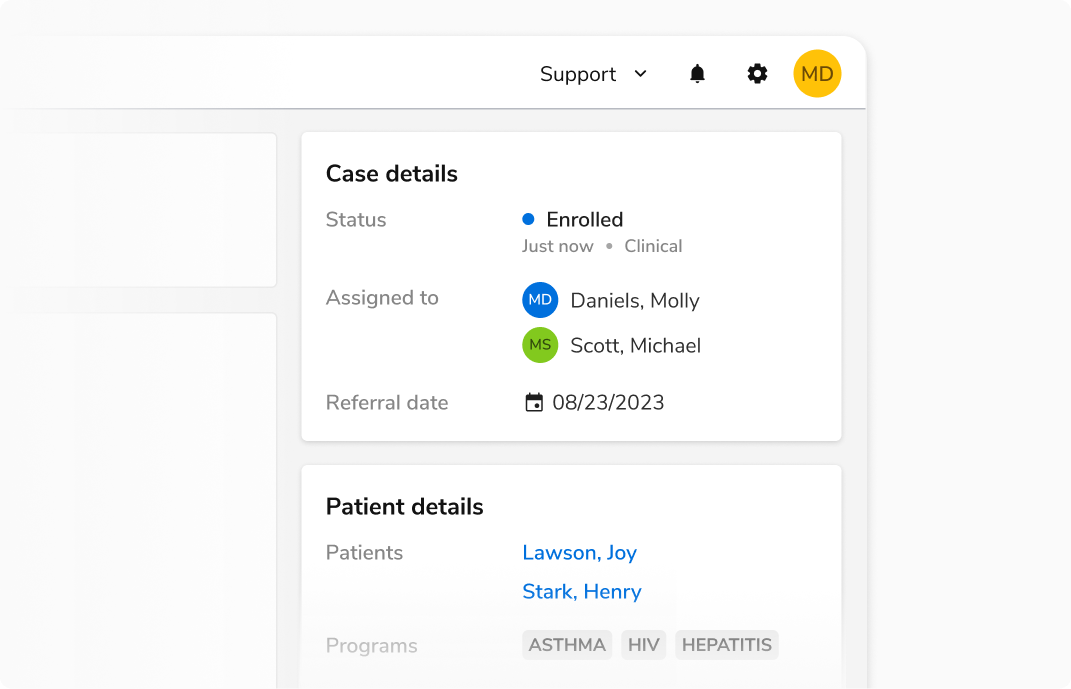 Support
MD
Case details
Status
Enrolled
Just now • Clinical
Assigned to
MD Daniels, Molly
MS Scott, Michael
Referral date
08/23/2023
Patient details
Patients
Lawson, Joy
Stark, Henry
Programs
ASTHMA HIV HEPATITIS